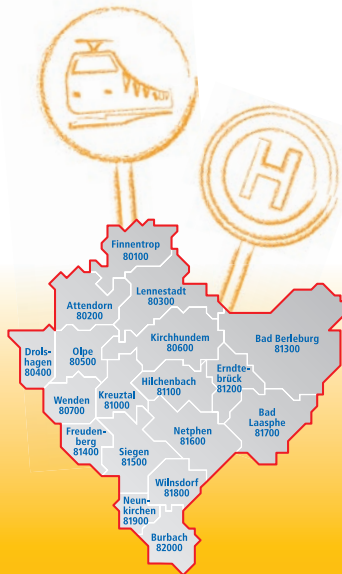 H
Finnentrop
80100
Attendorn
80200
Lennestadt
80300
Drols-
hagen
80400
Olpe
80500
Kirchhundem
80600
Bad Berleburg
81300
Wenden
80700
Kreuztal
81000
Hilchenbach
81100
Erndte-
brück
81200
Freuden-
berg
81400
Siegen
81500
Netphen
81600
Bad
Laasphe
81700
Wilnsdorf
81800
Neun-
kirchen
81900
Burbach
82000